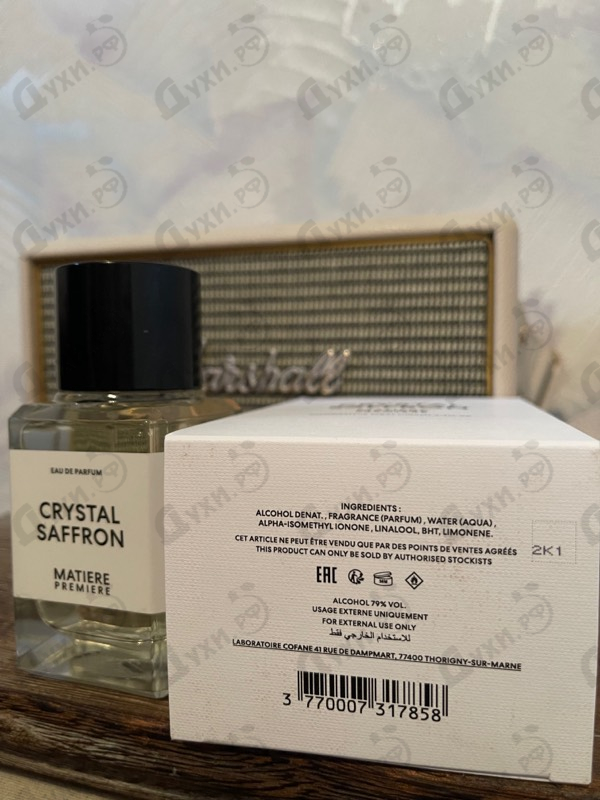 Marshall
EAU DE PARFUM
CRYSTAL
SAFFRON
MATIERE
PREMIERE
INGREDIENTS :
ALCOHOL DENAT., FRAGRANCE (PARFUM), WATER (AQUA),
ALPHA-ISOMETHYL IONONE, LINALOOL, BHT, LIMONENE.
CET ARTICLE NE PEUT ÊTRE VENDU QUE PAR DES POINTS DE VENTES AGRÉÉS
THIS PRODUCT CAN ONLY BE SOLD BY AUTHORISED STOCKISTS
2K1
EAC
ALCOHOL 79% VOL.
USAGE EXTERNE UNIQUEMENT
FOR EXTERNAL USE ONLY
للاستخدام الخارجي فقط
LABORATOIRE COFANE 41 RUE DE DAMPMART, 77400 THORIGNY-SUR-MARNE
3 770007 317858
Духи.рф